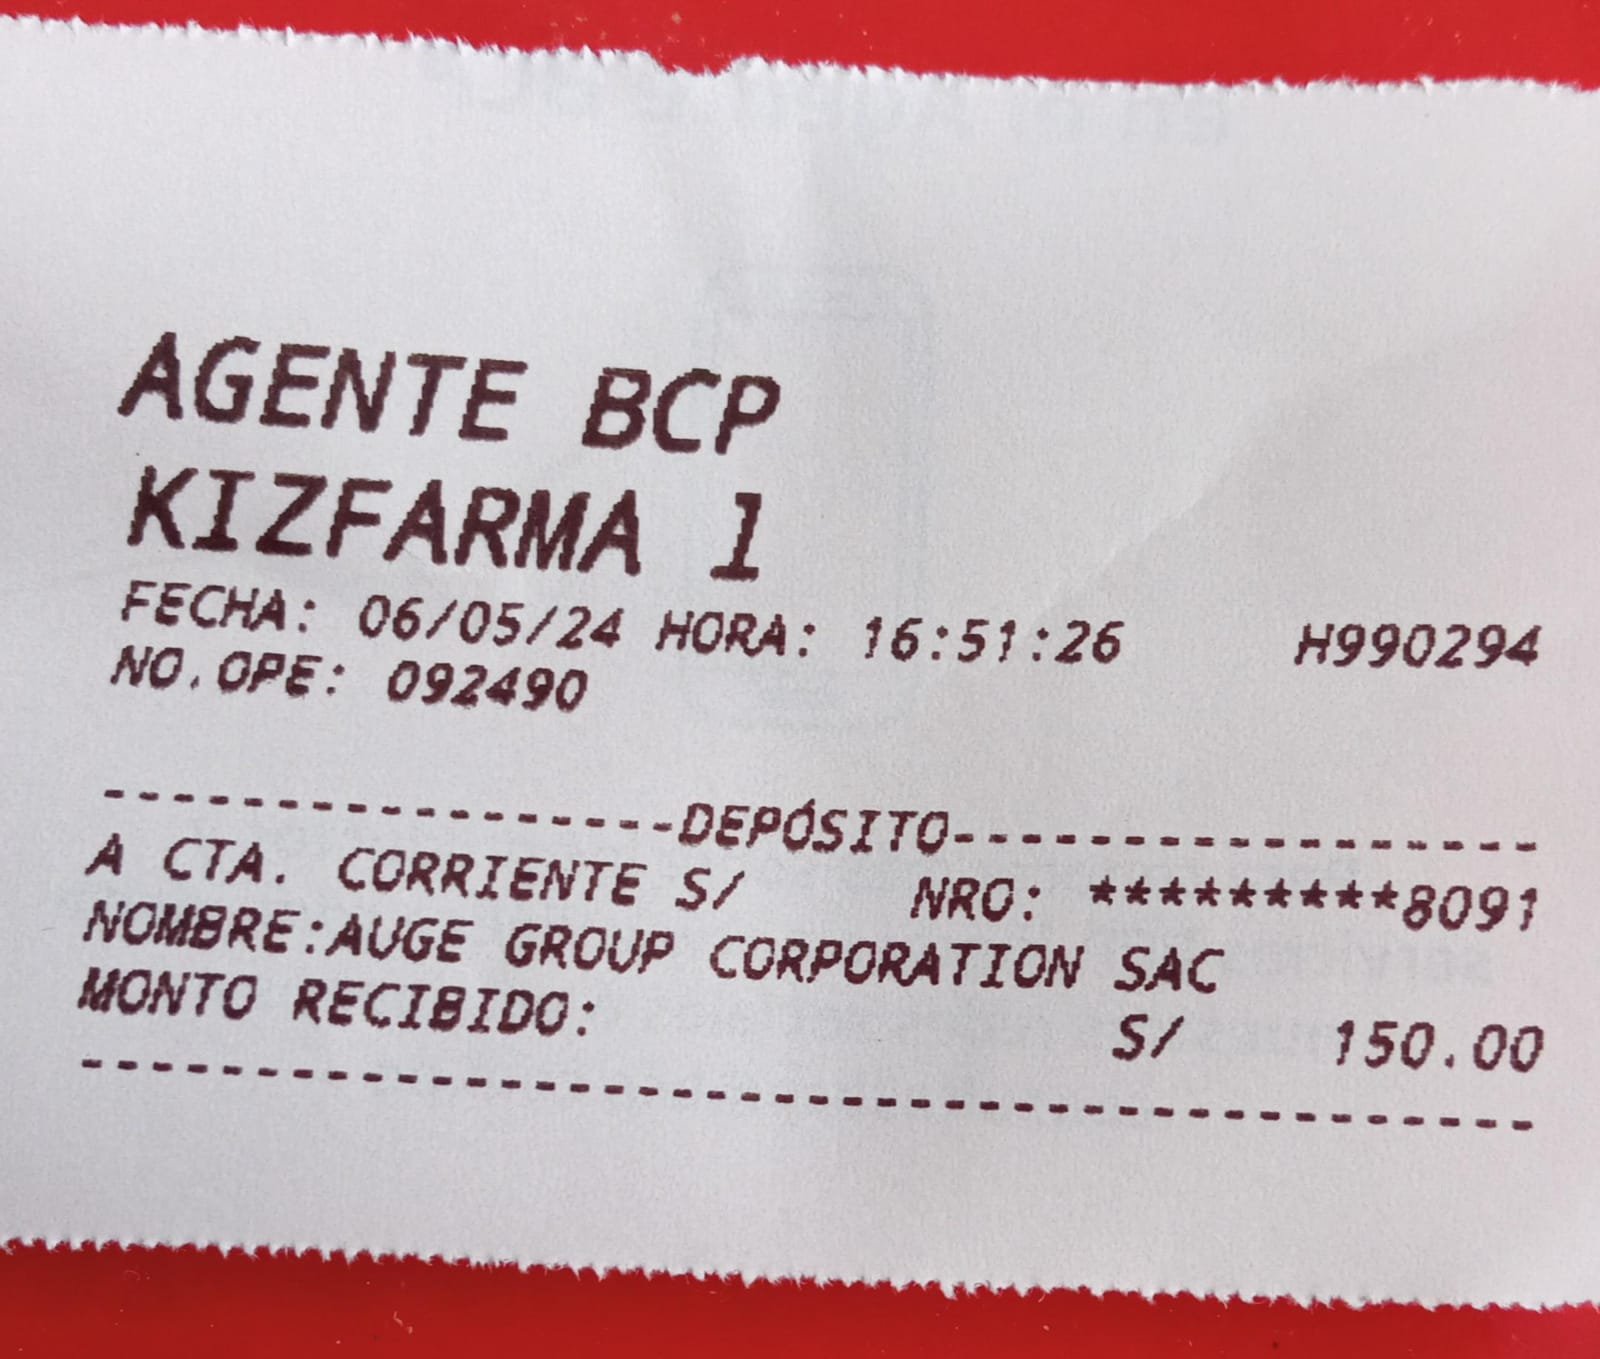 AGENTE BCP
KIZFARMA 1
FECHA: 06/05/24 HORA: 16:51:26 H990294
NO.OPE: 092490
-----------------DEPÓSITO-----------------
A CTA. CORRIENTE S/ NRO: *********8091
NOMBRE:AUGE GROUP CORPORATION SAC
MONTO RECIBIDO: S/ 150.00
------------------------------------------